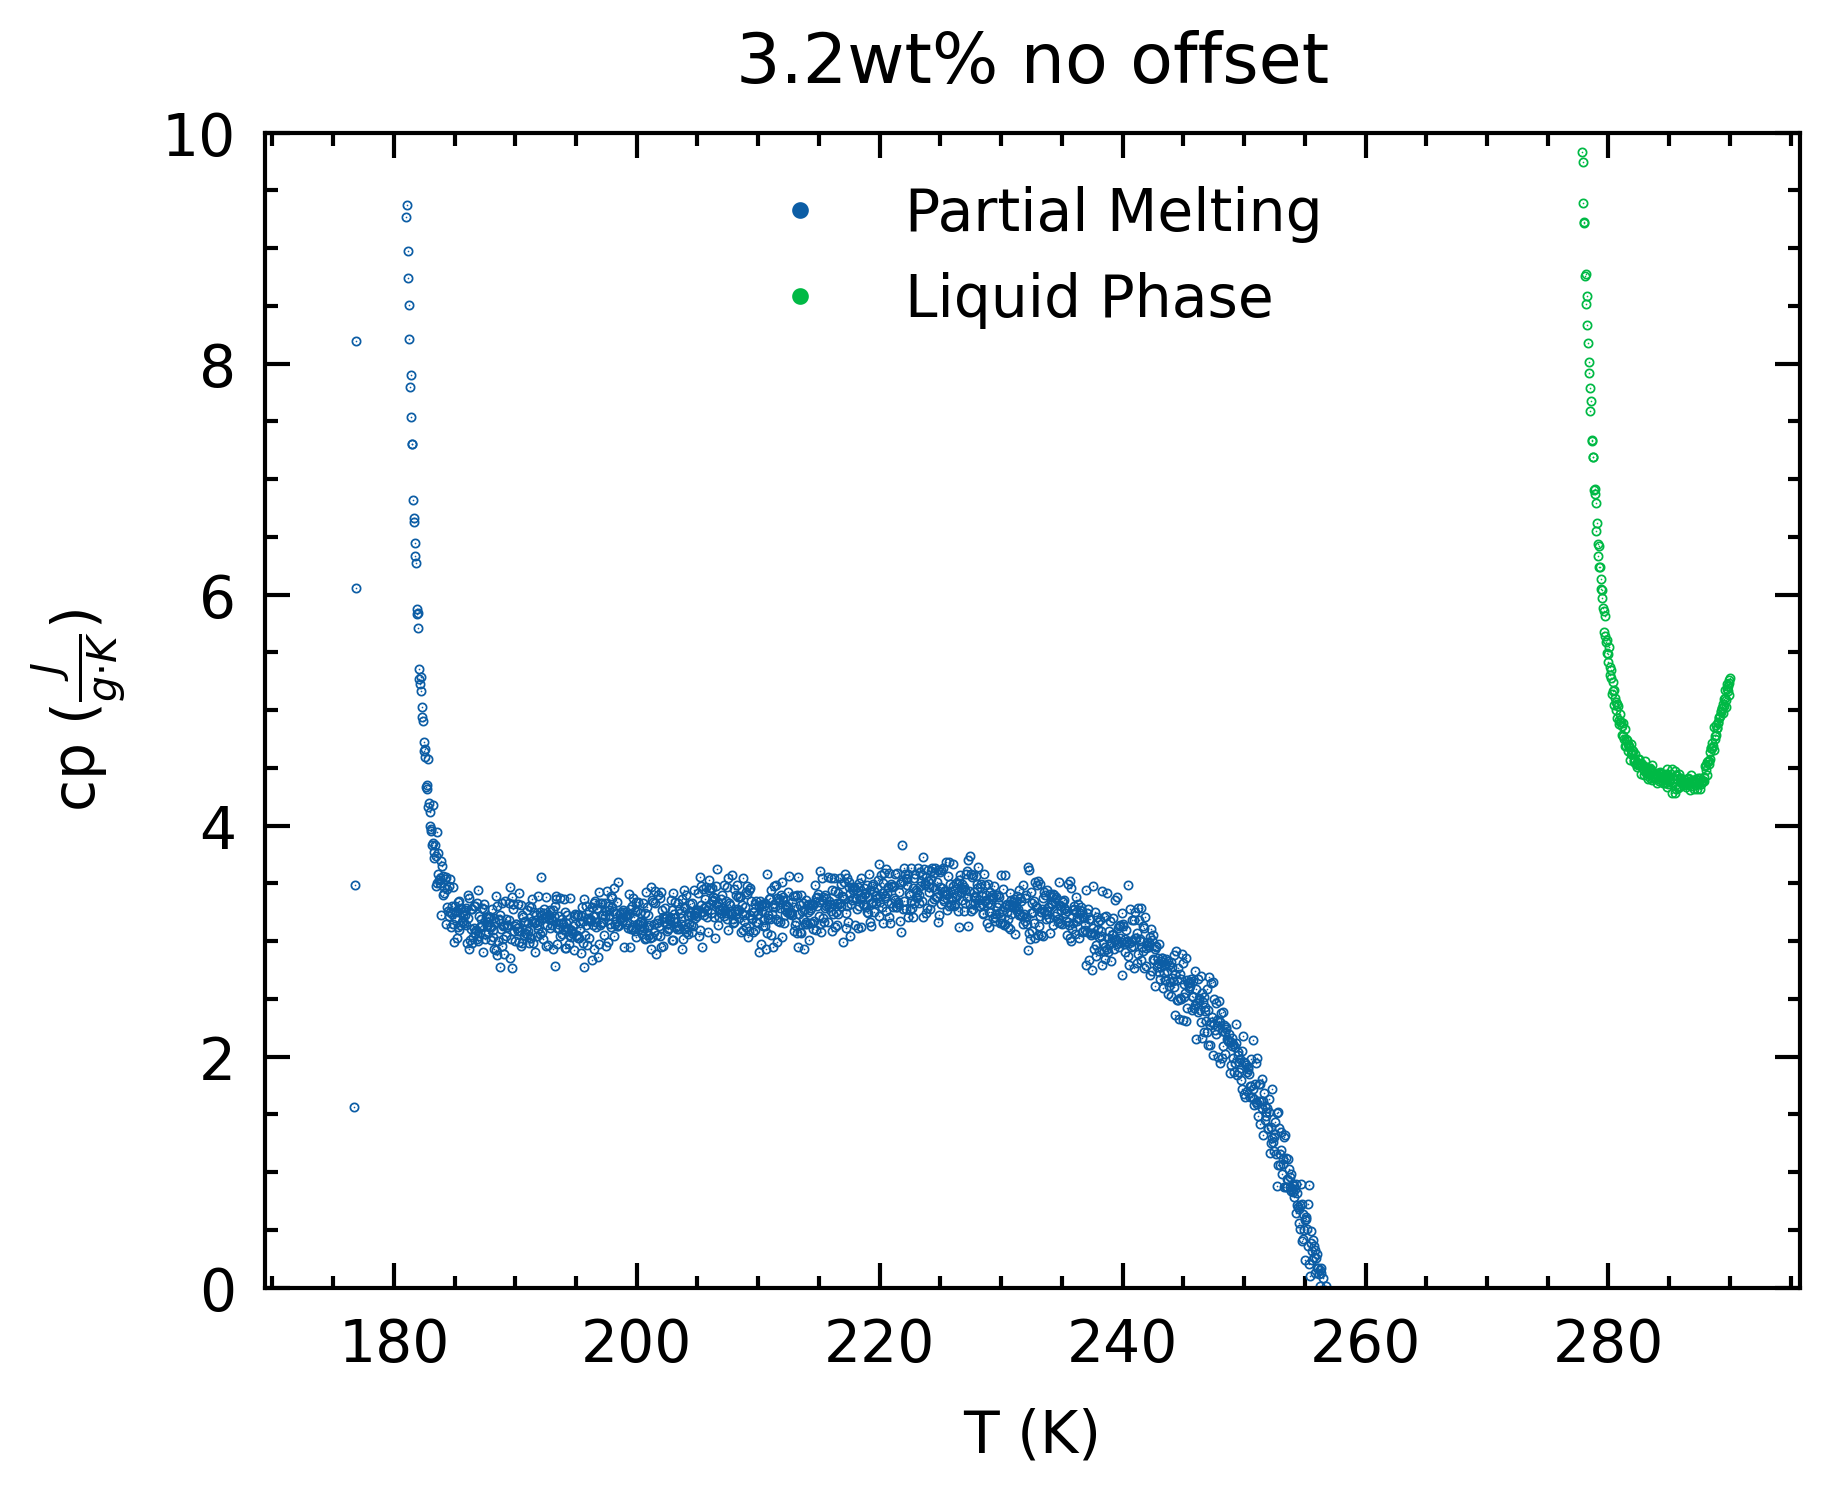 3.2wt% no offset
10
8
6
4
2
0
cp (J/g·K)
Partial Melting
Liquid Phase
180 200 220 240 260 280
T (K)